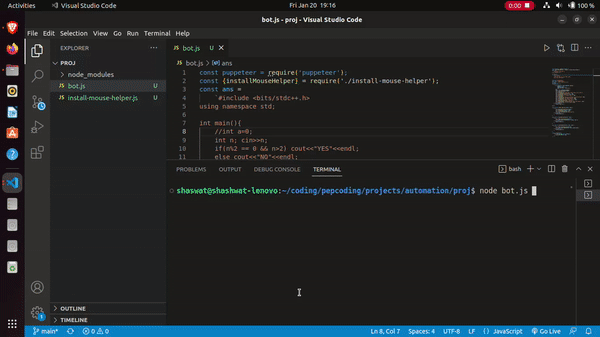 Activities
Visual Studio Code
Fri Jan 20 19:16
0:00
100 %
bot.js - proj - Visual Studio Code
File Edit Selection View Go Run Terminal Help
EXPLORER
PROJ
node_modules
JS bot.js U
JS install-mouse-helper.js U
OUTLINE
TIMELINE
JS bot.js U
JS bot.js > ans
1 const puppeteer = require('puppeteer');
2 const {installMouseHelper} = require('./install-mouse-helper');
3 const ans =
4 `#include <bits/stdc++.h>
5 using namespace std;
6
7 int main(){
8 //int a=0;
9 int n; cin>>n;
10 if(n%2 == 0 && n>2) cout<<"YES"<<endl;
11 else cout<<"NO"<<endl;
PROBLEMS OUTPUT DEBUG CONSOLE TERMINAL
bash
shaswat@shashwat-lenovo:~/coding/pepcoding/projects/automation/proj$ node bot.js
main* 0 0
Ln 8, Col 7 Spaces: 4 UTF-8 LF {} JavaScript Go Live